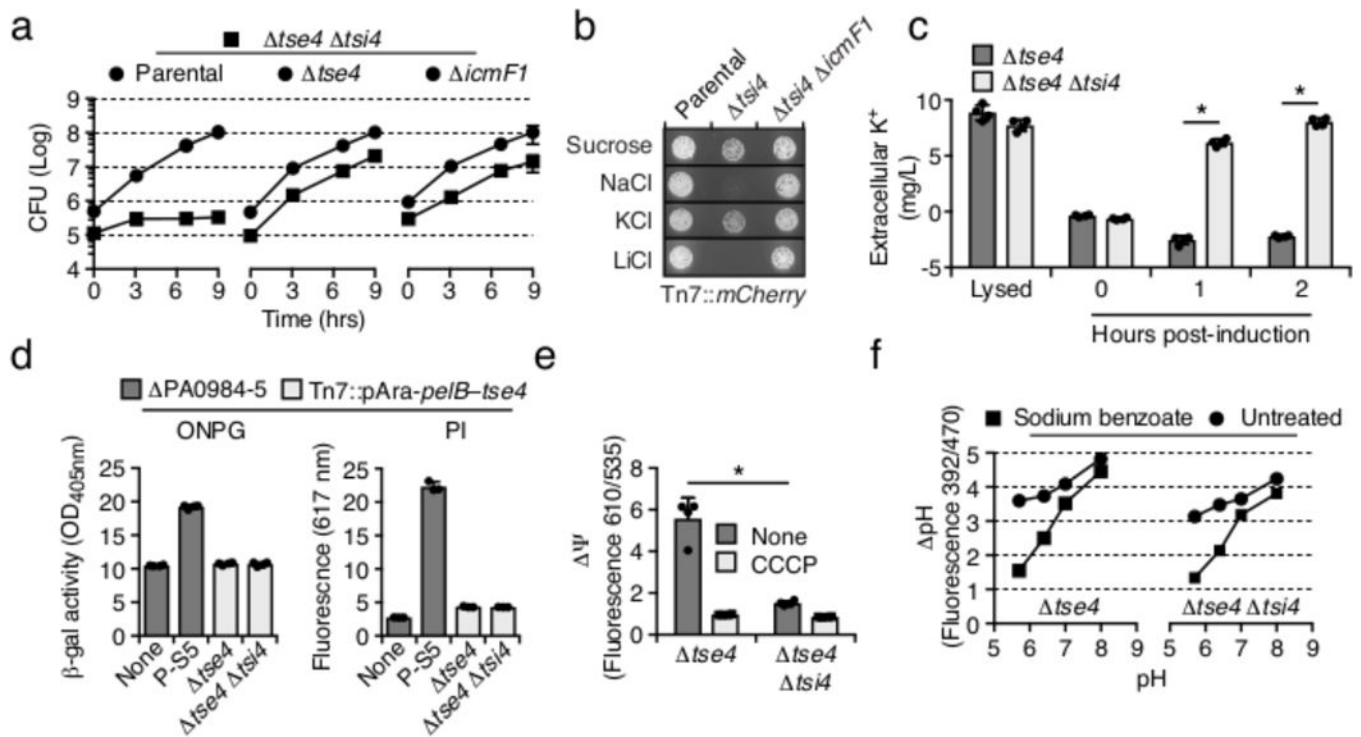 a
Δtse4 Δtsi4
Parental Δtse4 ΔicmF1
CFU (Log)
9
8
7
6
5
4
0 3 6 9 0 3 6 9 0 3 6 9
Time (hrs)
b
Parental
Δtsi4
Δtsi4 ΔicmF1
Sucrose
NaCl
KCl
LiCl
Tn7::mCherry
c
Δtse4
Δtse4 Δtsi4
Extracellular K+
(mg/L)
10
5
0
-5
* *
Lysed 0 1 2
Hours post-induction
d
ΔPA0984-5 Tn7::pAra-pelB–tse4
ONPG PI
β-gal activity (OD405nm)
25
20
15
10
5
0
None
P-S5
Δtse4
Δtse4 Δtsi4
Fluorescnce (617 nm)
25
20
15
10
5
0
None
P-S5
Δtse4
Δtse4 Δtsi4
e
ΔΨ
(Fluorescence 610/535)
8
6
4
2
0
*
None
CCCP
Δtse4 Δtse4
Δtsi4
f
Sodium benzoate Untreated
ΔpH
(Fluorescence 392/470)
5
4
3
2
1
0
Δtse4 Δtse4 Δtsi4
5 6 7 8 9 5 6 7 8 9
pH